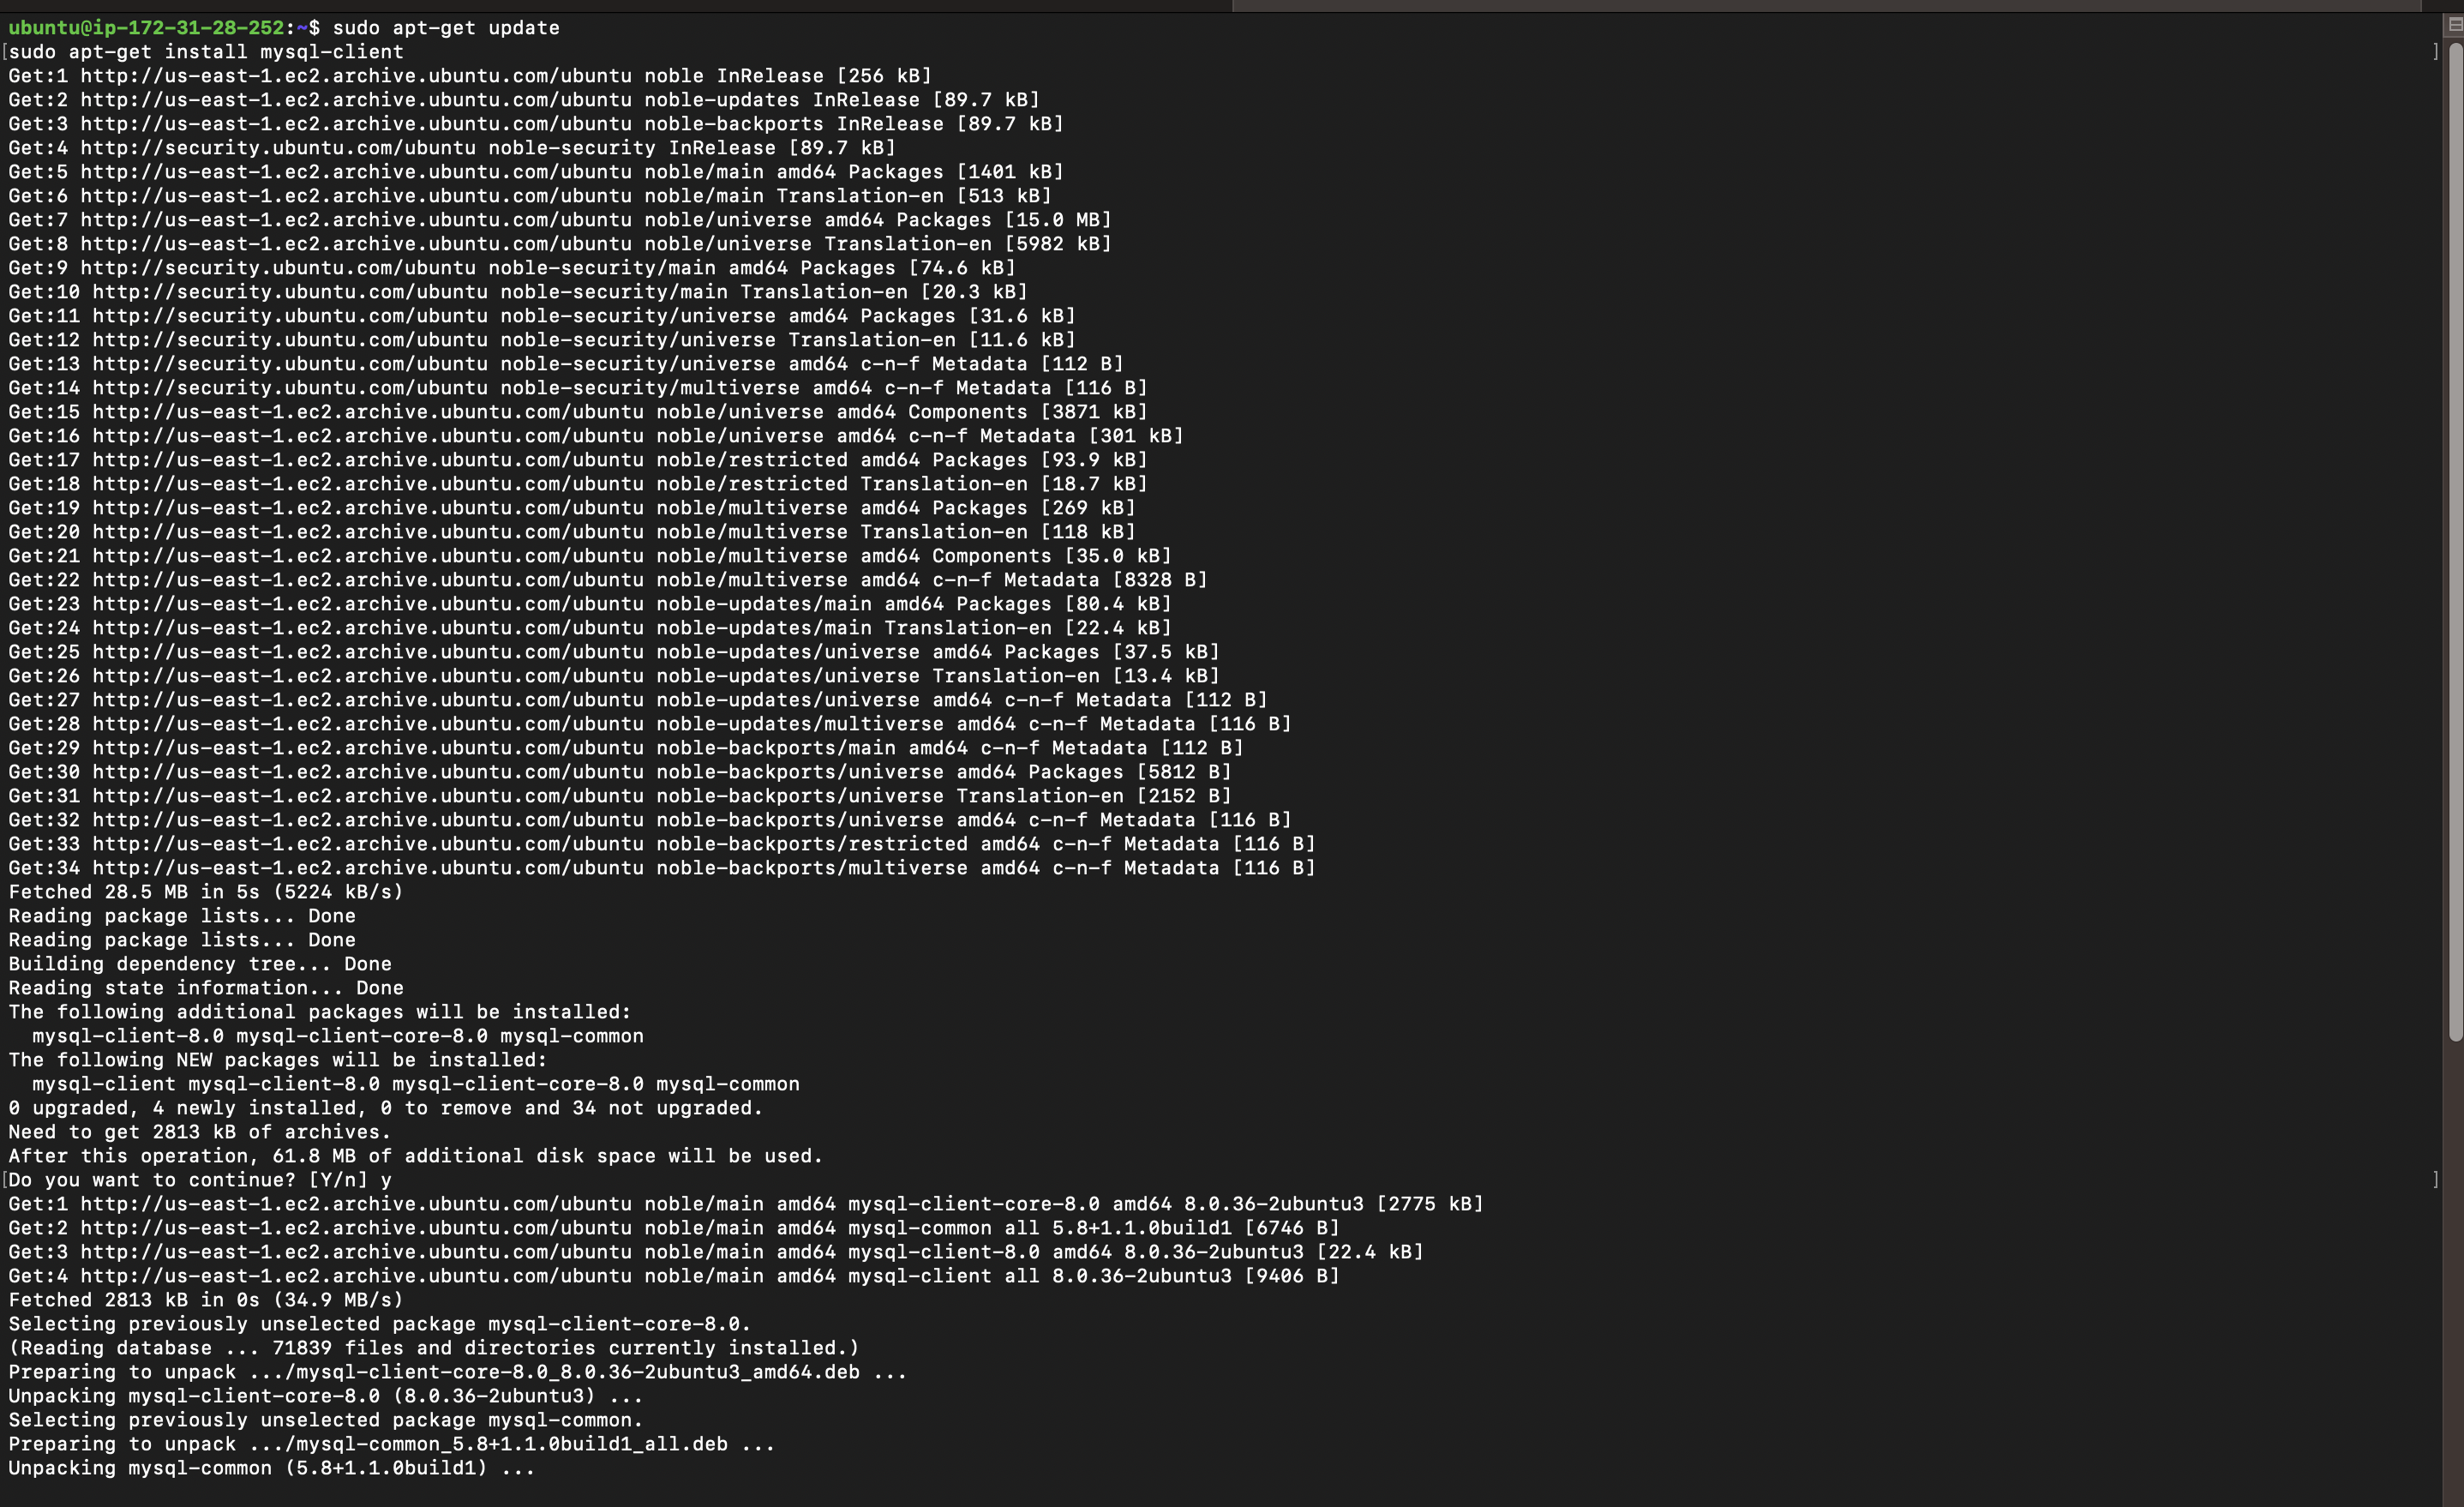 ubuntu@ip-172-31-28-252:~$ sudo apt-get update
[sudo apt-get install mysql-client ]
Get:1 http://us-east-1.ec2.archive.ubuntu.com/ubuntu noble InRelease [256 kB]
Get:2 http://us-east-1.ec2.archive.ubuntu.com/ubuntu noble-updates InRelease [89.7 kB]
Get:3 http://us-east-1.ec2.archive.ubuntu.com/ubuntu noble-backports InRelease [89.7 kB]
Get:4 http://security.ubuntu.com/ubuntu noble-security InRelease [89.7 kB]
Get:5 http://us-east-1.ec2.archive.ubuntu.com/ubuntu noble/main amd64 Packages [1401 kB]
Get:6 http://us-east-1.ec2.archive.ubuntu.com/ubuntu noble/main Translation-en [513 kB]
Get:7 http://us-east-1.ec2.archive.ubuntu.com/ubuntu noble/universe amd64 Packages [15.0 MB]
Get:8 http://us-east-1.ec2.archive.ubuntu.com/ubuntu noble/universe Translation-en [5982 kB]
Get:9 http://security.ubuntu.com/ubuntu noble-security/main amd64 Packages [74.6 kB]
Get:10 http://security.ubuntu.com/ubuntu noble-security/main Translation-en [20.3 kB]
Get:11 http://security.ubuntu.com/ubuntu noble-security/universe amd64 Packages [31.6 kB]
Get:12 http://security.ubuntu.com/ubuntu noble-security/universe Translation-en [11.6 kB]
Get:13 http://security.ubuntu.com/ubuntu noble-security/universe amd64 c-n-f Metadata [112 B]
Get:14 http://security.ubuntu.com/ubuntu noble-security/multiverse amd64 c-n-f Metadata [116 B]
Get:15 http://us-east-1.ec2.archive.ubuntu.com/ubuntu noble/universe amd64 Components [3871 kB]
Get:16 http://us-east-1.ec2.archive.ubuntu.com/ubuntu noble/universe amd64 c-n-f Metadata [301 kB]
Get:17 http://us-east-1.ec2.archive.ubuntu.com/ubuntu noble/restricted amd64 Packages [93.9 kB]
Get:18 http://us-east-1.ec2.archive.ubuntu.com/ubuntu noble/restricted Translation-en [18.7 kB]
Get:19 http://us-east-1.ec2.archive.ubuntu.com/ubuntu noble/multiverse amd64 Packages [269 kB]
Get:20 http://us-east-1.ec2.archive.ubuntu.com/ubuntu noble/multiverse Translation-en [118 kB]
Get:21 http://us-east-1.ec2.archive.ubuntu.com/ubuntu noble/multiverse amd64 Components [35.0 kB]
Get:22 http://us-east-1.ec2.archive.ubuntu.com/ubuntu noble/multiverse amd64 c-n-f Metadata [8328 B]
Get:23 http://us-east-1.ec2.archive.ubuntu.com/ubuntu noble-updates/main amd64 Packages [80.4 kB]
Get:24 http://us-east-1.ec2.archive.ubuntu.com/ubuntu noble-updates/main Translation-en [22.4 kB]
Get:25 http://us-east-1.ec2.archive.ubuntu.com/ubuntu noble-updates/universe amd64 Packages [37.5 kB]
Get:26 http://us-east-1.ec2.archive.ubuntu.com/ubuntu noble-updates/universe Translation-en [13.4 kB]
Get:27 http://us-east-1.ec2.archive.ubuntu.com/ubuntu noble-updates/universe amd64 c-n-f Metadata [112 B]
Get:28 http://us-east-1.ec2.archive.ubuntu.com/ubuntu noble-updates/multiverse amd64 c-n-f Metadata [116 B]
Get:29 http://us-east-1.ec2.archive.ubuntu.com/ubuntu noble-backports/main amd64 c-n-f Metadata [112 B]
Get:30 http://us-east-1.ec2.archive.ubuntu.com/ubuntu noble-backports/universe amd64 Packages [5812 B]
Get:31 http://us-east-1.ec2.archive.ubuntu.com/ubuntu noble-backports/universe Translation-en [2152 B]
Get:32 http://us-east-1.ec2.archive.ubuntu.com/ubuntu noble-backports/universe amd64 c-n-f Metadata [116 B]
Get:33 http://us-east-1.ec2.archive.ubuntu.com/ubuntu noble-backports/restricted amd64 c-n-f Metadata [116 B]
Get:34 http://us-east-1.ec2.archive.ubuntu.com/ubuntu noble-backports/multiverse amd64 c-n-f Metadata [116 B]
Fetched 28.5 MB in 5s (5224 kB/s)
Reading package lists... Done
Reading package lists... Done
Building dependency tree... Done
Reading state information... Done
The following additional packages will be installed:
  mysql-client-8.0 mysql-client-core-8.0 mysql-common
The following NEW packages will be installed:
  mysql-client mysql-client-8.0 mysql-client-core-8.0 mysql-common
0 upgraded, 4 newly installed, 0 to remove and 34 not upgraded.
Need to get 2813 kB of archives.
After this operation, 61.8 MB of additional disk space will be used.
[Do you want to continue? [Y/n] y ]
Get:1 http://us-east-1.ec2.archive.ubuntu.com/ubuntu noble/main amd64 mysql-client-core-8.0 amd64 8.0.36-2ubuntu3 [2775 kB]
Get:2 http://us-east-1.ec2.archive.ubuntu.com/ubuntu noble/main amd64 mysql-common all 5.8+1.1.0build1 [6746 B]
Get:3 http://us-east-1.ec2.archive.ubuntu.com/ubuntu noble/main amd64 mysql-client-8.0 amd64 8.0.36-2ubuntu3 [22.4 kB]
Get:4 http://us-east-1.ec2.archive.ubuntu.com/ubuntu noble/main amd64 mysql-client all 8.0.36-2ubuntu3 [9406 B]
Fetched 2813 kB in 0s (34.9 MB/s)
Selecting previously unselected package mysql-client-core-8.0.
(Reading database ... 71839 files and directories currently installed.)
Preparing to unpack .../mysql-client-core-8.0_8.0.36-2ubuntu3_amd64.deb ...
Unpacking mysql-client-core-8.0 (8.0.36-2ubuntu3) ...
Selecting previously unselected package mysql-common.
Preparing to unpack .../mysql-common_5.8+1.1.0build1_all.deb ...
Unpacking mysql-common (5.8+1.1.0build1) ...